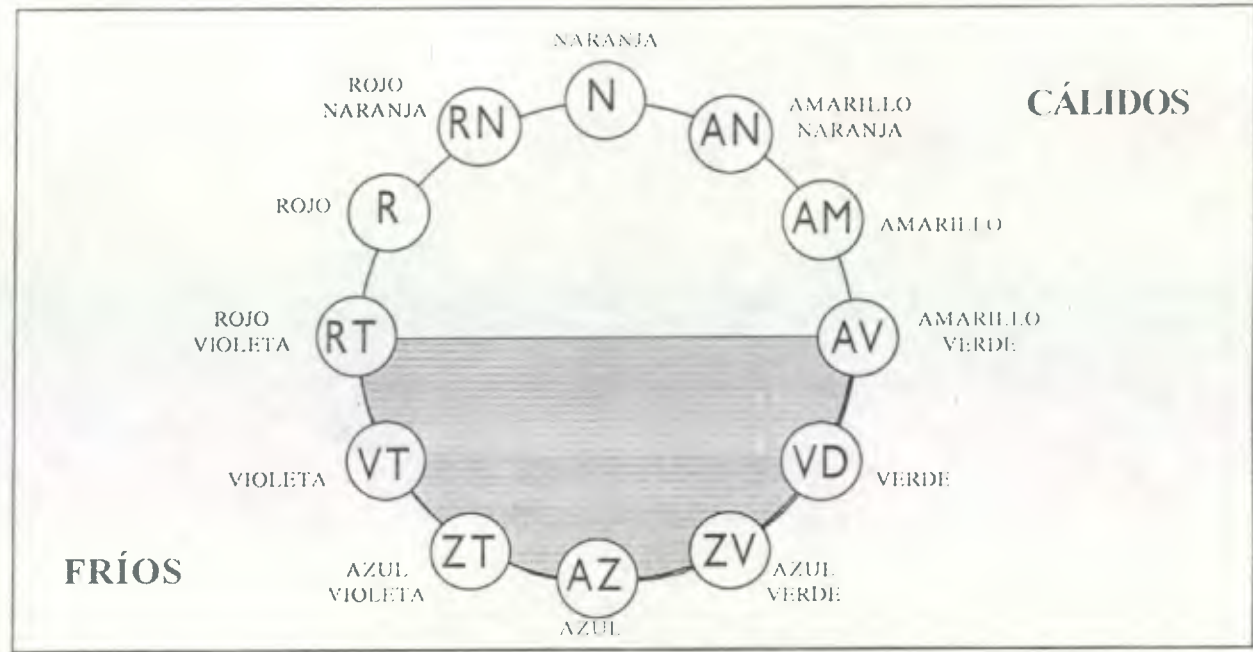 NARANJA
N
ROJO
NARANJA
RN
AN
AMARILLO
NARANJA
CÁLIDOS
ROJO
R
AM
AMARILLO
ROJO
VIOLETA
RT
AV
AMARILLO
VERDE
VIOLETA
VT
VD
VERDE
FRÍOS
AZUL
VIOLETA
ZT
AZ
AZUL
ZV
AZUL
VERDE